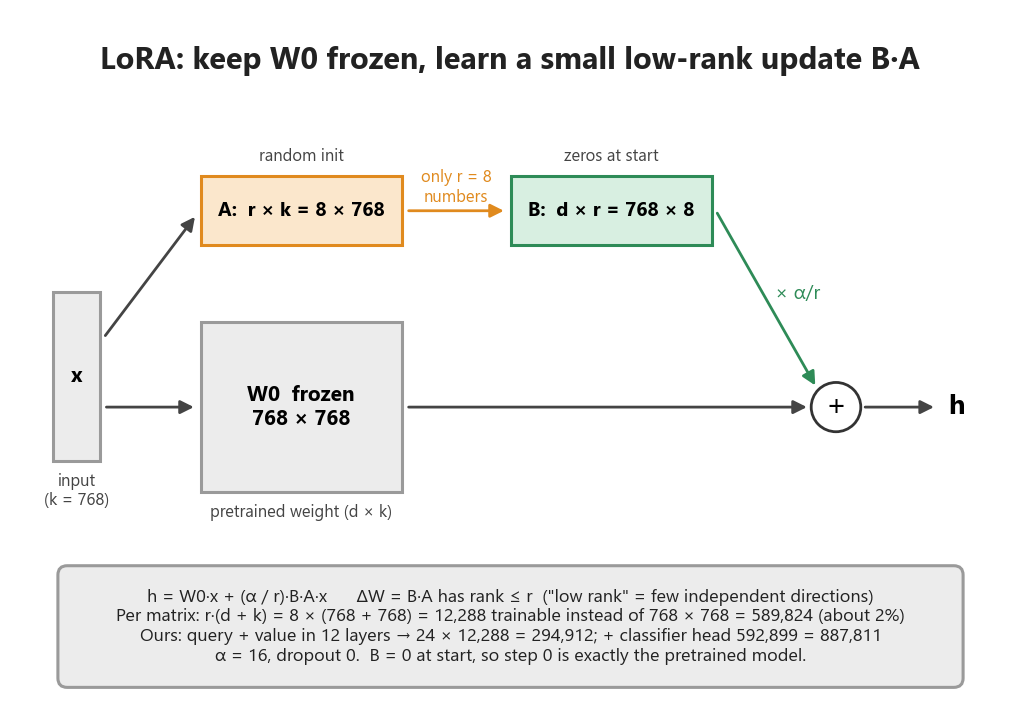 LoRA: keep W0 frozen, learn a small low-rank update B·A
random init
only r = 8
numbers
zeros at start
A:  r × k = 8 × 768
B:  d × r = 768 × 8
× α/r
x
W0  frozen
768 × 768
+
h
input
(k = 768)
pretrained weight (d × k)
h = W0·x + (α / r)·B·A·x      ΔW = B·A has rank ≤ r  ("low rank" = few independent directions)
Per matrix: r·(d + k) = 8 × (768 + 768) = 12,288 trainable instead of 768 × 768 = 589,824 (about 2%)
Ours: query + value in 12 layers → 24 × 12,288 = 294,912; + classifier head 592,899 = 887,811
α = 16, dropout 0.  B = 0 at start, so step 0 is exactly the pretrained model.